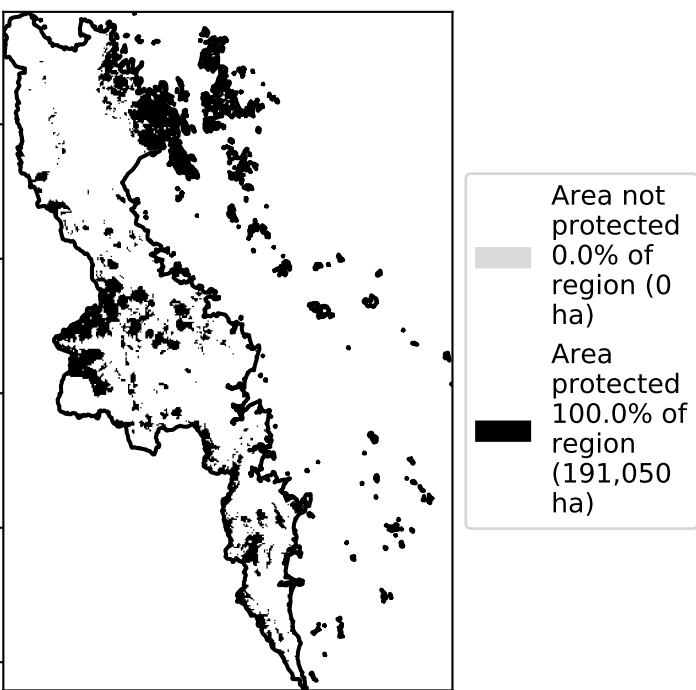 Area not
protected
0.0% of
region (0
ha)
Area
protected
100.0% of
region
(191,050
ha)